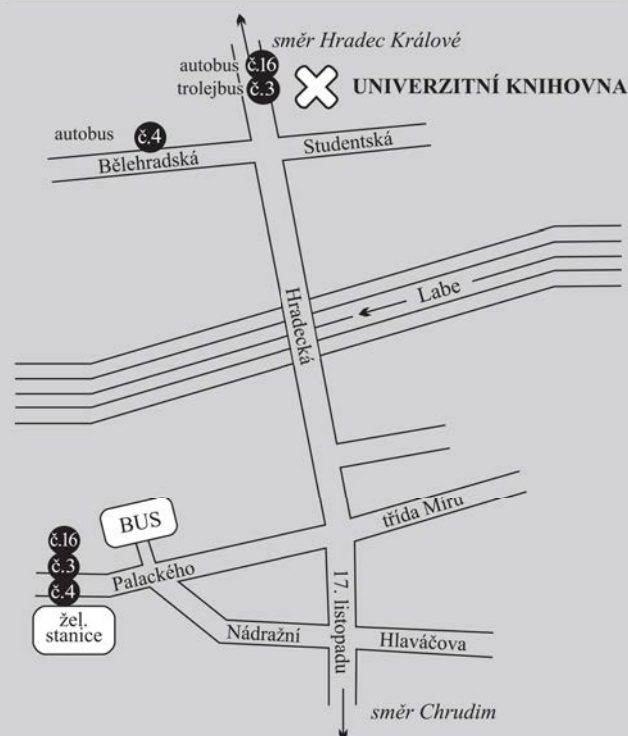 směr Hradec Králové
autobus č.16
trolejbus č.3
UNIVERZITNÍ KNIHOVNA
autobus č.4
Bělehradská
Studentská
Hradecká
Labe
třída Míru
BUS
č.16
č.3
č.4
Palackého
žel.
stanice
17. listopadu
Nádražní
Hlaváčova
směr Chrudim